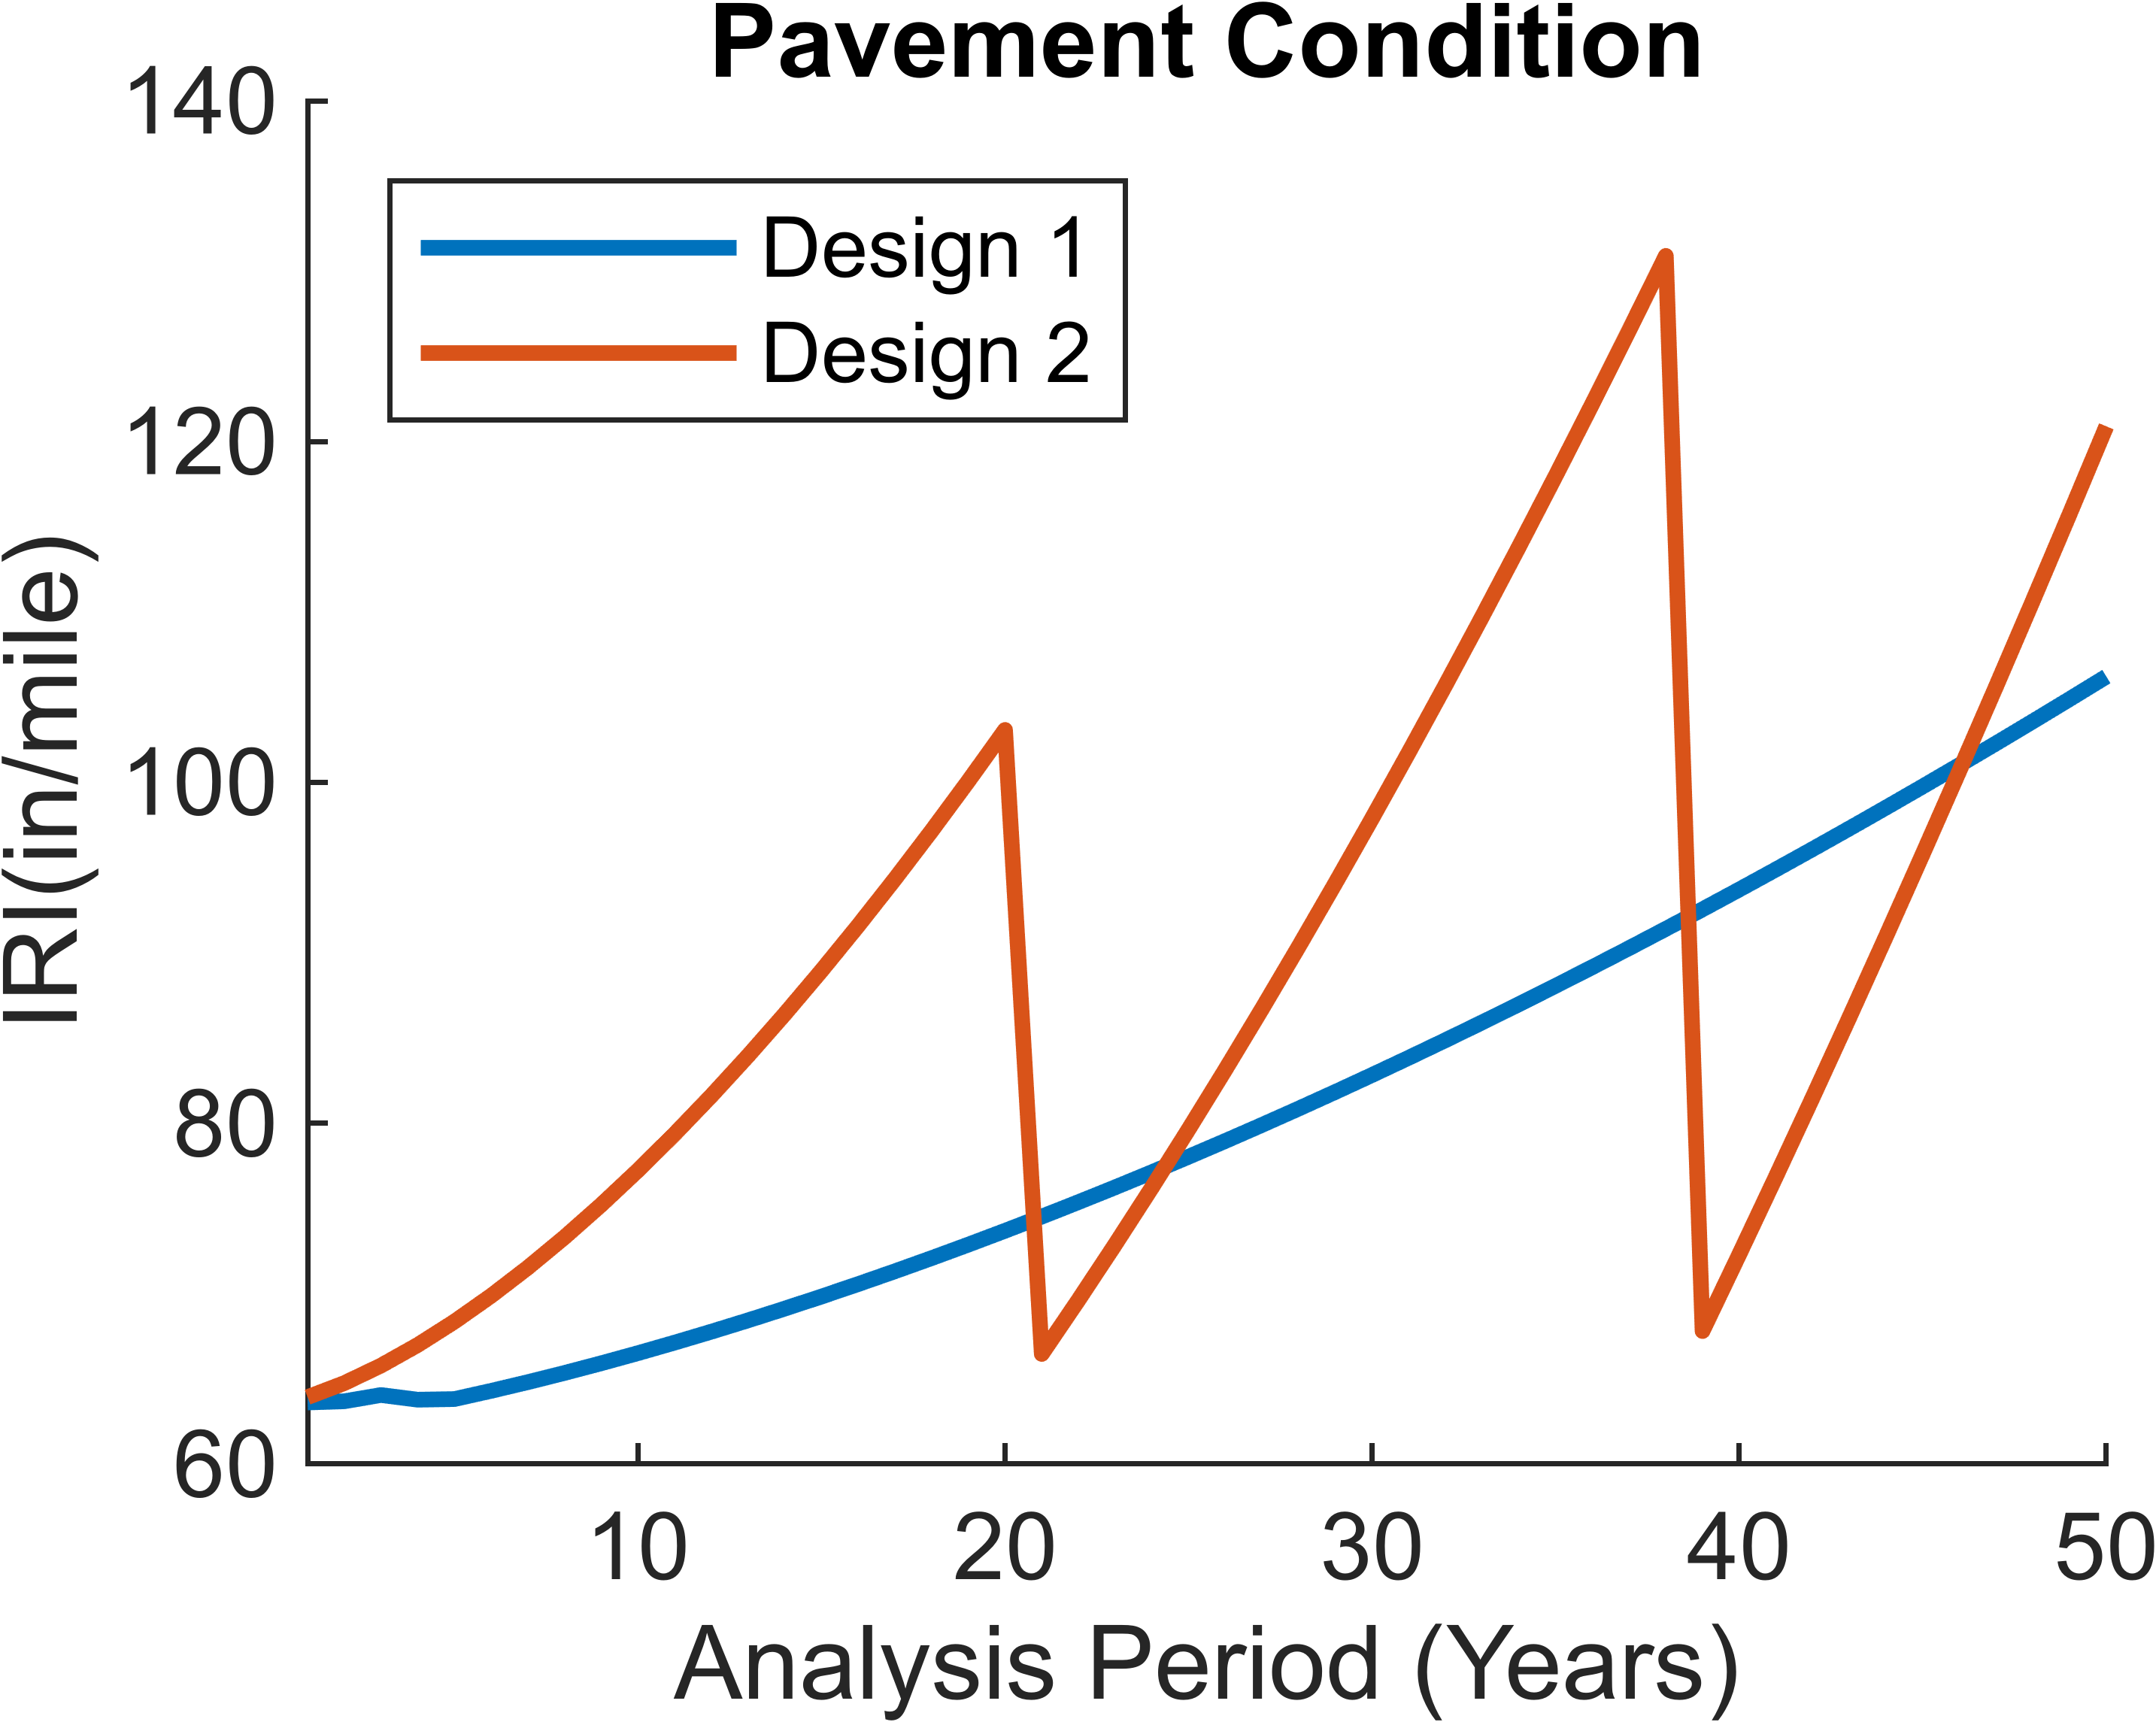 Pavement Condition
140
120
100
80
60
IRI(in/mile)
Design 1
Design 2
10 20 30 40 50
Analysis Period (Years)